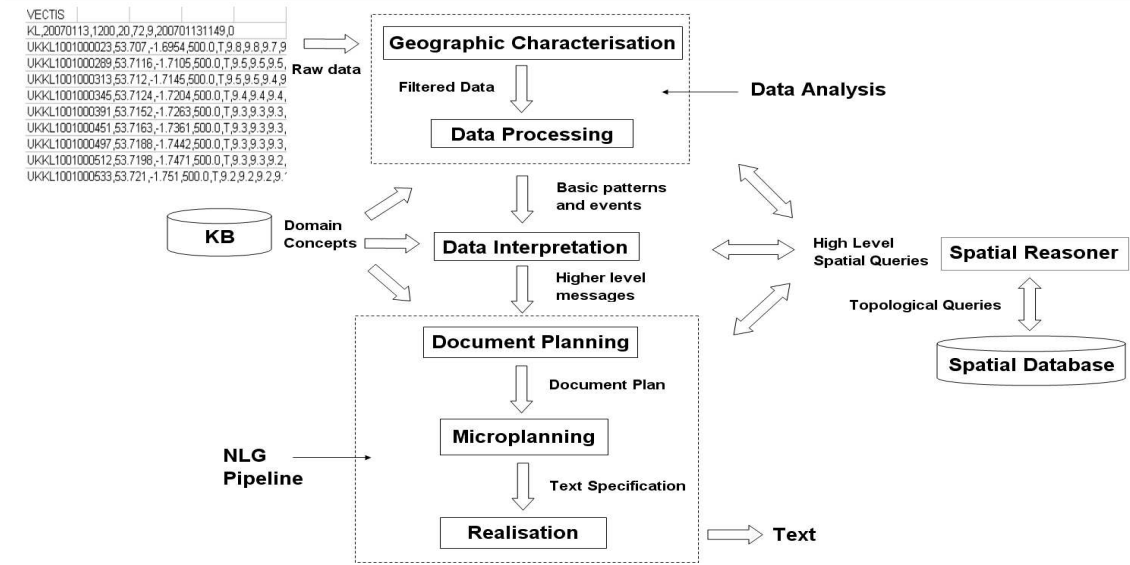 VECTIS
KL,20070113,1200,20,72,9,200701131149,0
UKKL1001000023,53.707,-1.6954,500.0,T,9.8,9.8,9.7,9
UKKL1001000289,53.7116,-1.7105,500.0,T,9.5,9.5,9.5,
UKKL1001000313,53.712,-1.7145,500.0,T,9.5,9.5,9.4,9
UKKL1001000345,53.7124,-1.7204,500.0,T,9.4,9.4,9.4,
UKKL1001000391,53.7152,-1.7263,500.0,T,9.3,9.3,9.3,
UKKL1001000451,53.7163,-1.7361,500.0,T,9.3,9.3,9.3,
UKKL1001000497,53.7188,-1.7442,500.0,T,9.3,9.3,9.3,
UKKL1001000512,53.7198,-1.7471,500.0,T,9.3,9.3,9.2,
UKKL1001000533,53.721,-1.751,500.0,T,9.2,9.2,9.2,9.
Raw data
Geographic Characterisation
Filtered Data
Data Processing
Data Analysis
Basic patterns
and events
KB
Domain
Concepts
Data Interpretation
High Level
Spatial Queries
Spatial Reasoner
Higher level
messages
Topological Queries
Spatial Database
Document Planning
Document Plan
Microplanning
NLG
Pipeline
Text Specification
Realisation
Text